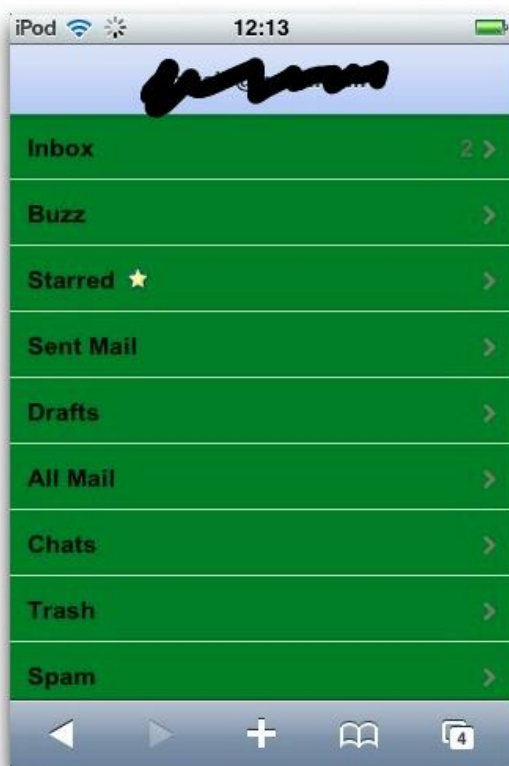 iPod 12:13
Inbox 2
Buzz
Starred
Sent Mail
Drafts
All Mail
Chats
Trash
Spam
4